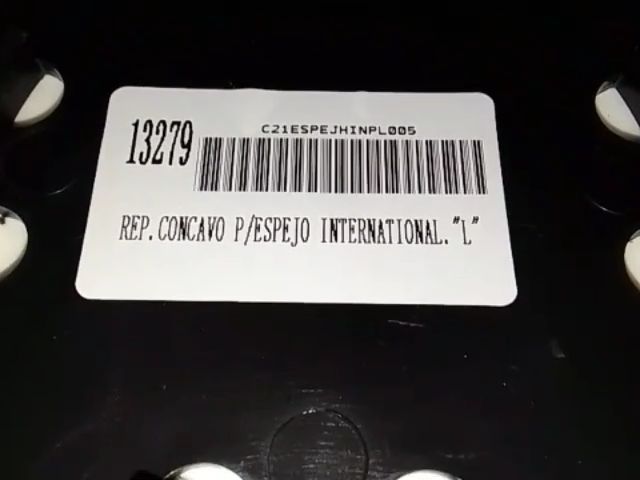 C21ESPEJHINPL005
13279
REP. CONCAVO P/ESPEJO INTERNATIONAL. "L"